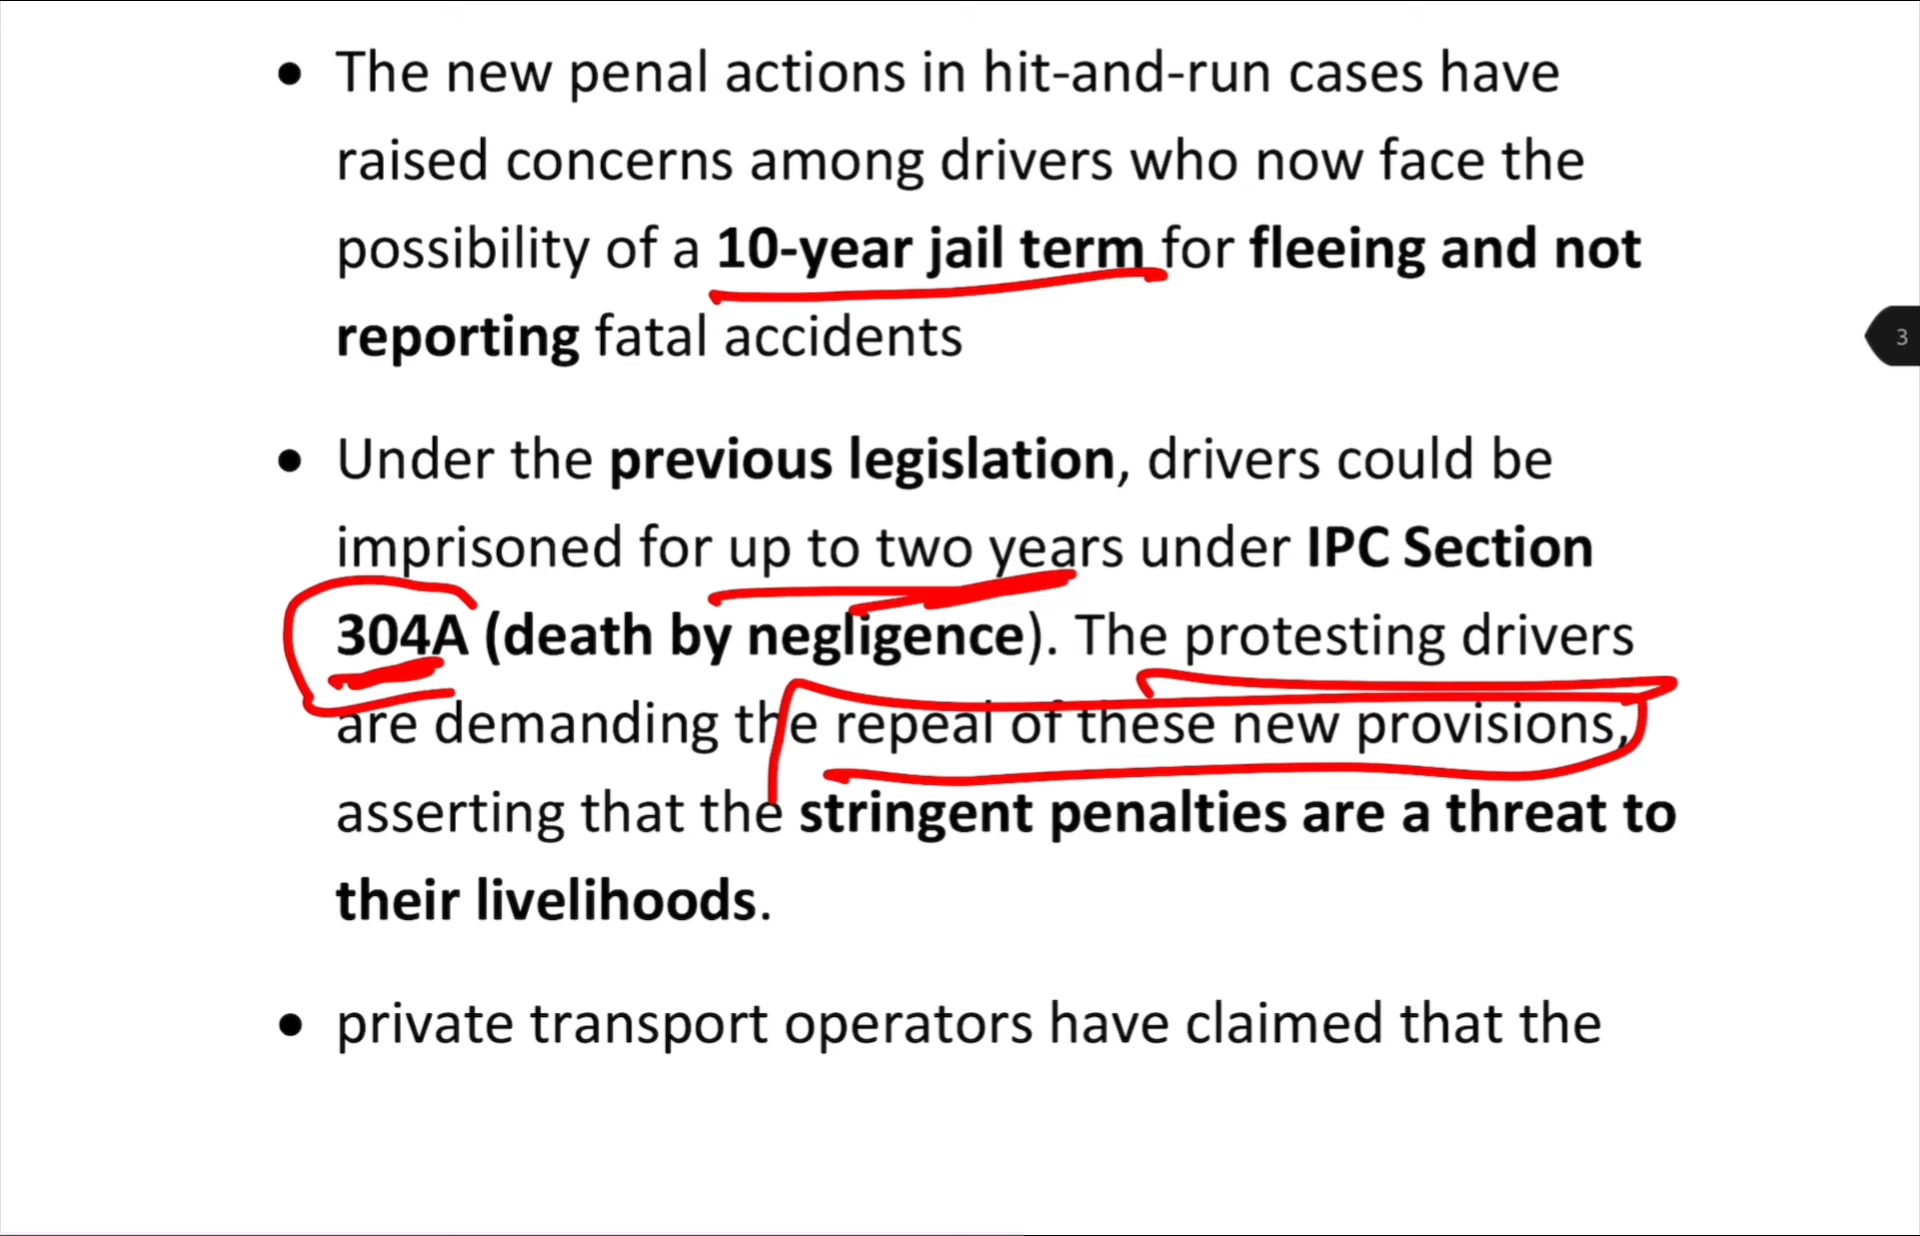 • The new penal actions in hit-and-run cases have
raised concerns among drivers who now face the
possibility of a 10-year jail term for fleeing and not
reporting fatal accidents
3
• Under the previous legislation, drivers could be
imprisoned for up to two years under IPC Section
304A (death by negligence). The protesting drivers
are demanding the repeal of these new provisions,
asserting that the stringent penalties are a threat to
their livelihoods.
• private transport operators have claimed that the